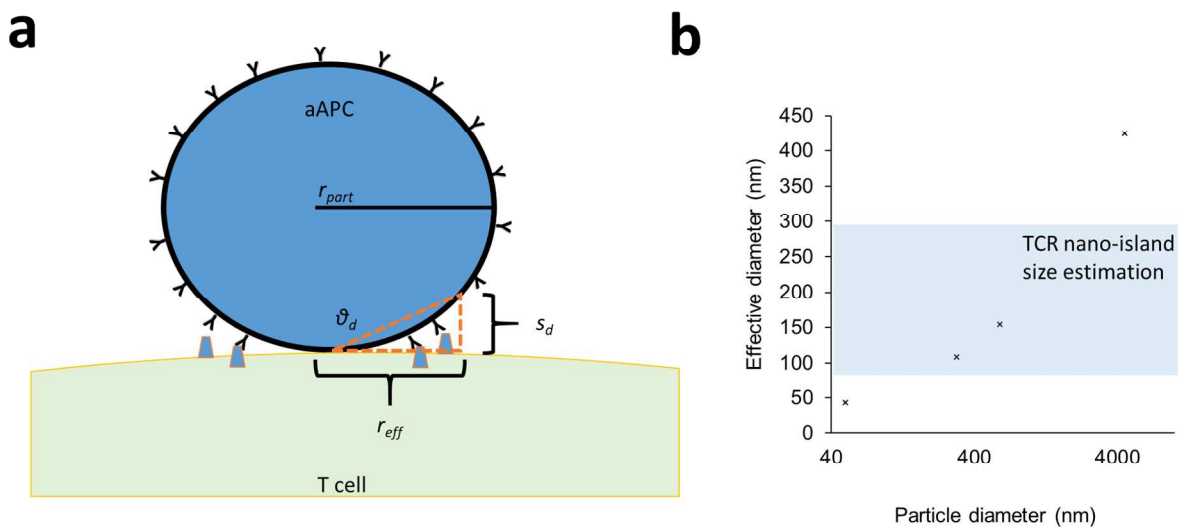 a
aAPC
r_part
ϑ_d
s_d
r_eff
T cell
b
Effective diameter (nm)
450
400
350
300
250
200
150
100
50
0
TCR nano-island
size estimation
40
400
4000
Particle diameter (nm)